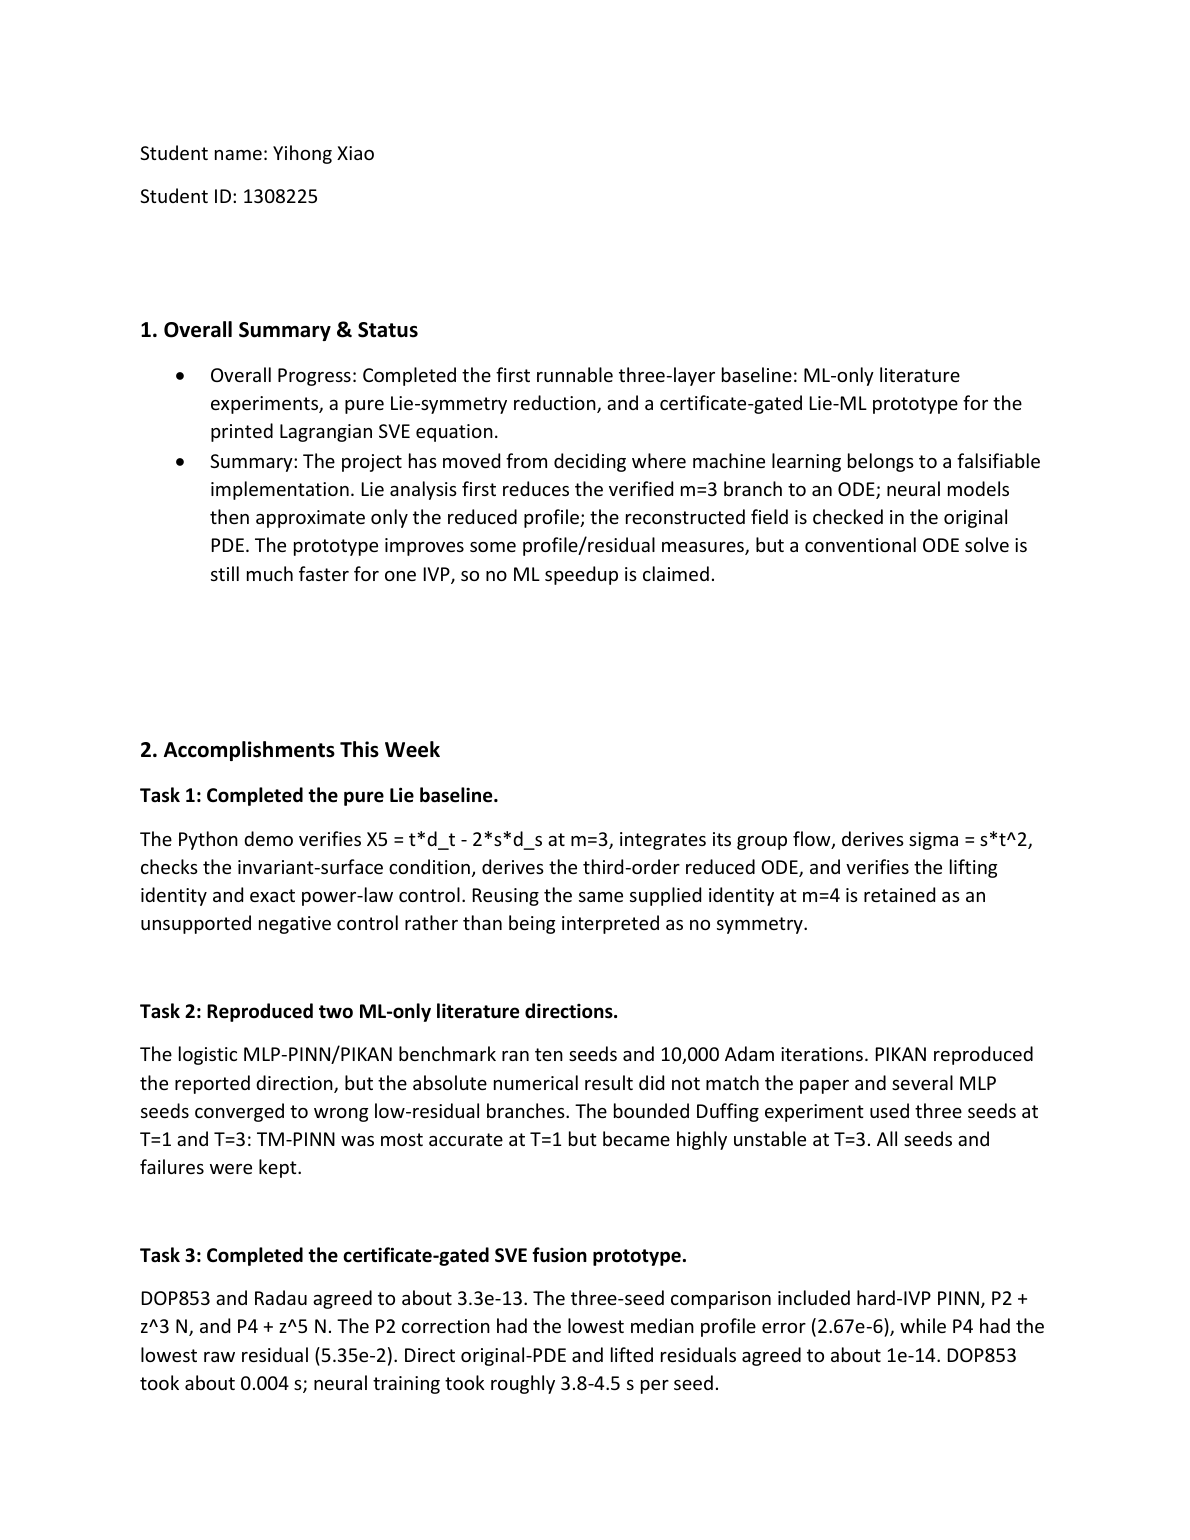 Student name: Yihong Xiao
Student ID: 1308225
1. Overall Summary & Status
• Overall Progress: Completed the first runnable three-layer baseline: ML-only literature
experiments, a pure Lie-symmetry reduction, and a certificate-gated Lie-ML prototype for the
printed Lagrangian SVE equation.
• Summary: The project has moved from deciding where machine learning belongs to a falsifiable
implementation. Lie analysis first reduces the verified m=3 branch to an ODE; neural models
then approximate only the reduced profile; the reconstructed field is checked in the original
PDE. The prototype improves some profile/residual measures, but a conventional ODE solve is
still much faster for one IVP, so no ML speedup is claimed.
2. Accomplishments This Week
Task 1: Completed the pure Lie baseline.
The Python demo verifies X5 = t*d_t - 2*s*d_s at m=3, integrates its group flow, derives sigma = s*t^2,
checks the invariant-surface condition, derives the third-order reduced ODE, and verifies the lifting
identity and exact power-law control. Reusing the same supplied identity at m=4 is retained as an
unsupported negative control rather than being interpreted as no symmetry.
Task 2: Reproduced two ML-only literature directions.
The logistic MLP-PINN/PIKAN benchmark ran ten seeds and 10,000 Adam iterations. PIKAN reproduced
the reported direction, but the absolute numerical result did not match the paper and several MLP
seeds converged to wrong low-residual branches. The bounded Duffing experiment used three seeds at
T=1 and T=3: TM-PINN was most accurate at T=1 but became highly unstable at T=3. All seeds and
failures were kept.
Task 3: Completed the certificate-gated SVE fusion prototype.
DOP853 and Radau agreed to about 3.3e-13. The three-seed comparison included hard-IVP PINN, P2 +
z^3 N, and P4 + z^5 N. The P2 correction had the lowest median profile error (2.67e-6), while P4 had the
lowest raw residual (5.35e-2). Direct original-PDE and lifted residuals agreed to about 1e-14. DOP853
took about 0.004 s; neural training took roughly 3.8-4.5 s per seed.